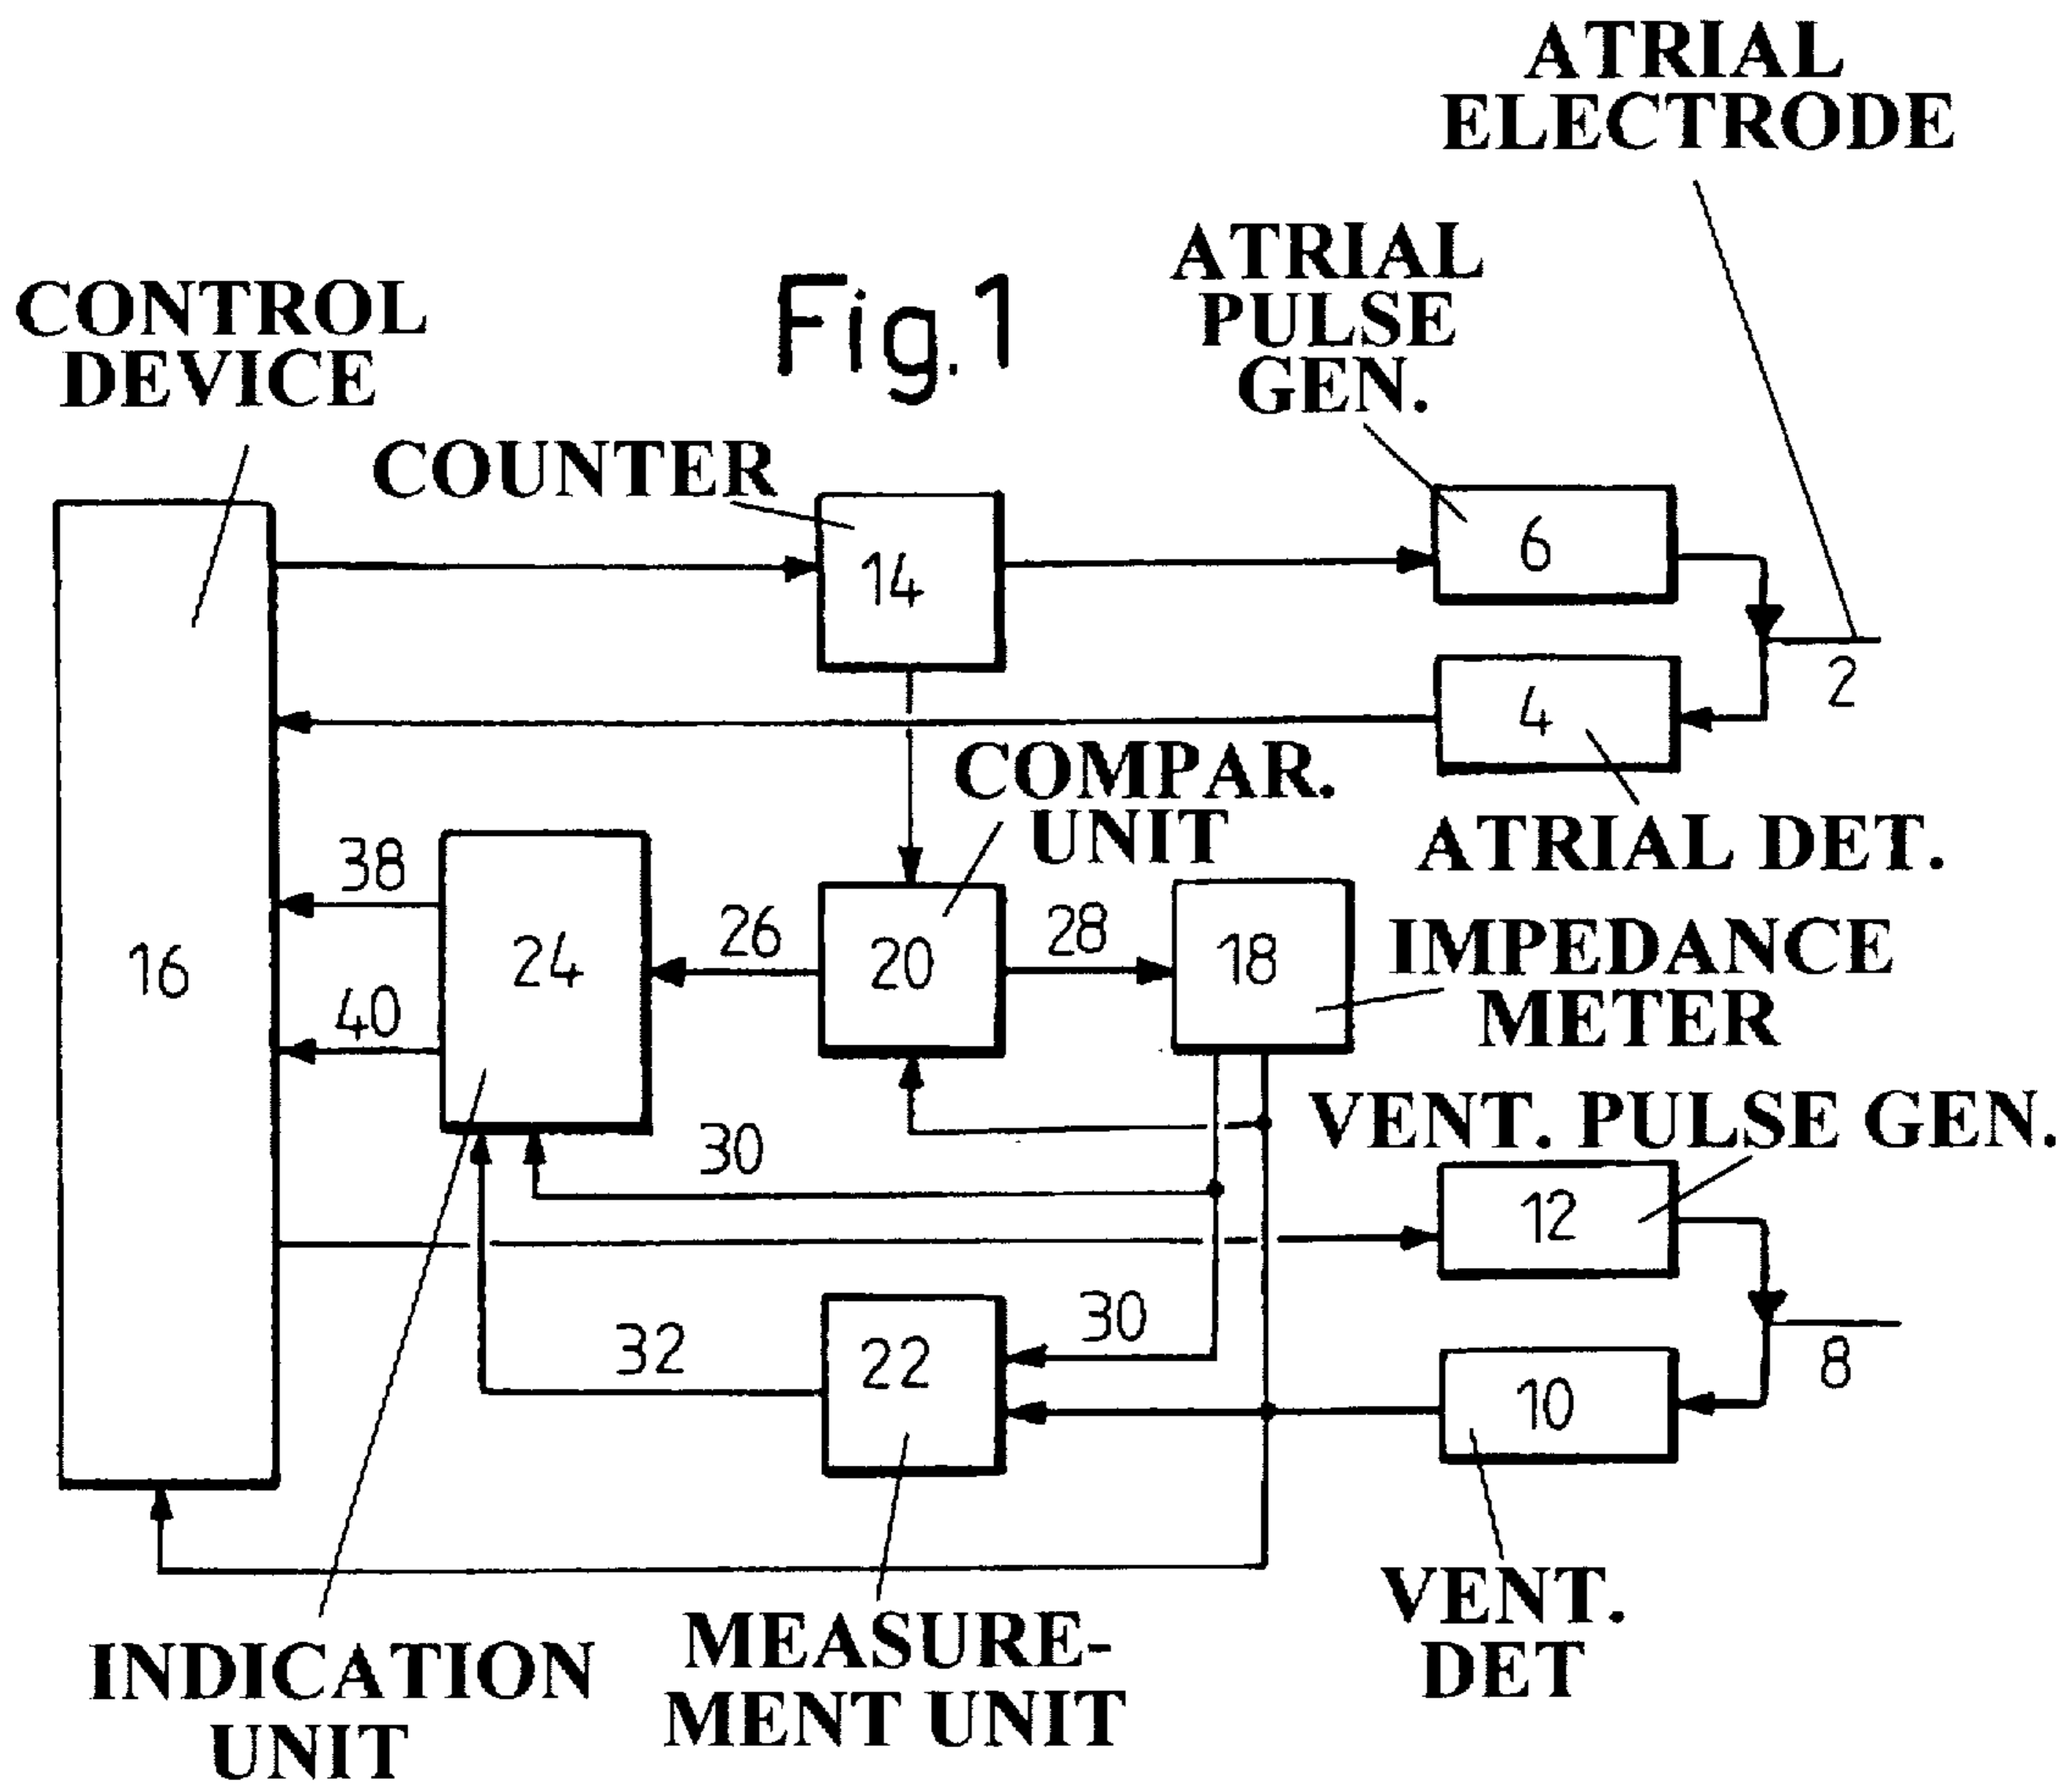 ATRIAL
ELECTRODE
ATRIAL
PULSE
GEN.
CONTROL
DEVICE
Fig.1
COUNTER
14
6
2
4
COMPAR.
UNIT
ATRIAL DET.
38
26
28
16
24
20
18
IMPEDANCE
METER
40
VENT. PULSE GEN.
30
12
30
32
22
8
10
VENT.
DET
MEASURE-
MENT UNIT
INDICATION
UNIT